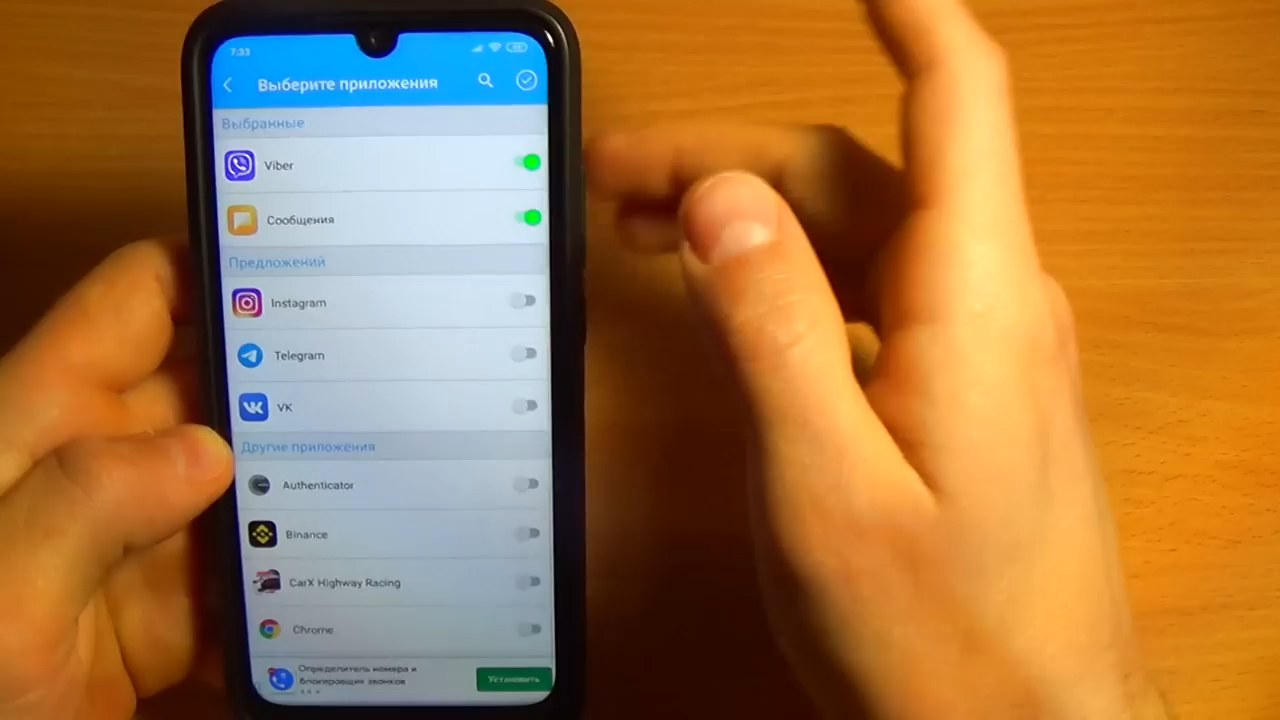 7:33
Выберите приложения
Выбранные
Viber
Сообщения
Предложений
Instagram
Telegram
VK
Другие приложения
Authenticator
Binance
CarX Highway Racing
Chrome
Определитель номера и
блокировщик звонков
Установить